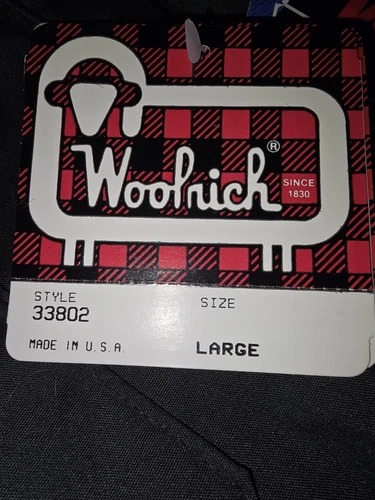 Woolrich®
SINCE
1830
STYLE
33802
SIZE
MADE IN U.S.A.
LARGE